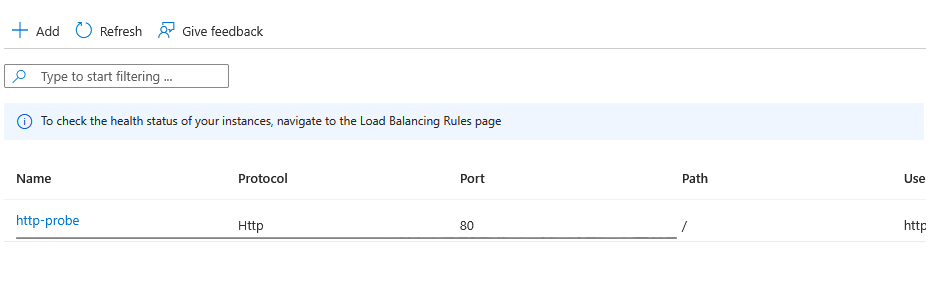 Add Refresh Give feedback
Type to start filtering ...
To check the health status of your instances, navigate to the Load Balancing Rules page
Name Protocol Port Path Use
http-probe Http 80 / http